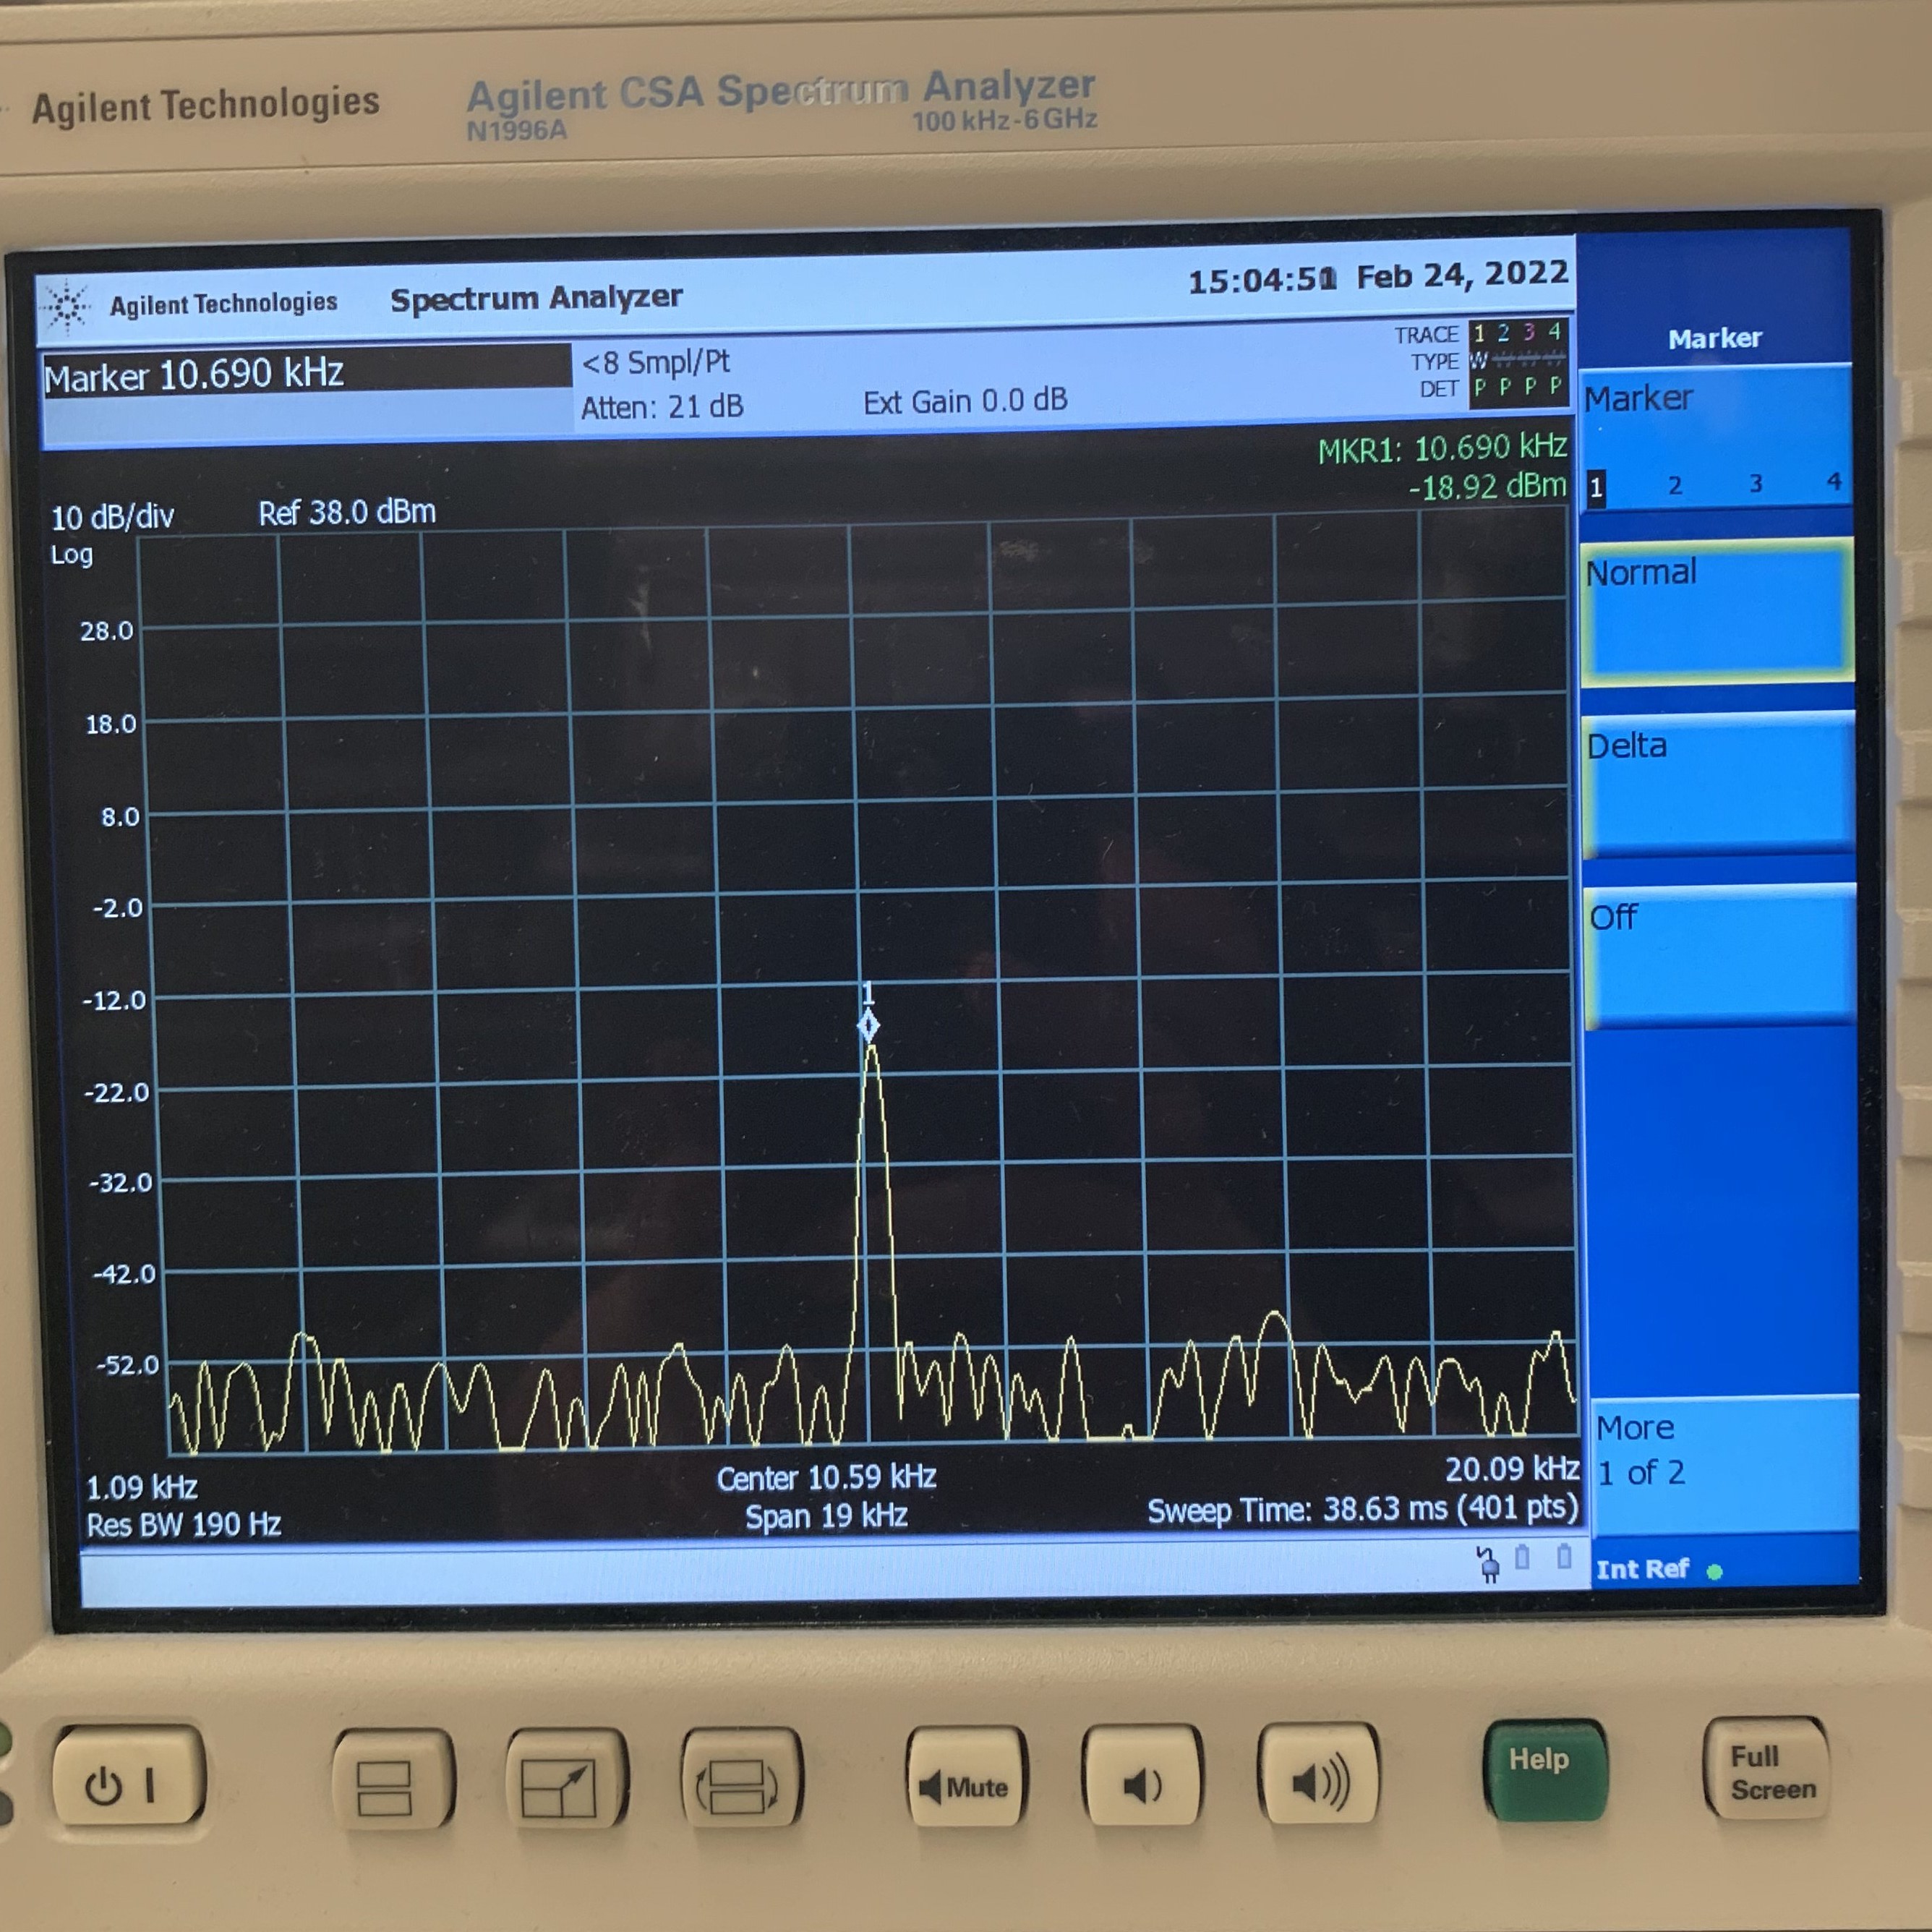 Agilent Technologies
Agilent CSA Spectrum Analyzer
N1996A 100 kHz-6 GHz
Agilent Technologies Spectrum Analyzer 15:04:51 Feb 24, 2022
Marker 10.690 kHz
<8 Smpl/Pt
Atten: 21 dB
Ext Gain 0.0 dB
TRACE 1 2 3 4
TYPE W
DET P P P P
MKR1: 10.690 kHz
-18.92 dBm
10 dB/div Ref 38.0 dBm
Log
28.0
18.0
8.0
-2.0
-12.0
1
-22.0
-32.0
-42.0
-52.0
1.09 kHz Center 10.59 kHz 20.09 kHz
Res BW 190 Hz Span 19 kHz Sweep Time: 38.63 ms (401 pts)
Marker
Marker
1 2 3 4
Normal
Delta
Off
More
1 of 2
Int Ref
Mute
Help
Full
Screen